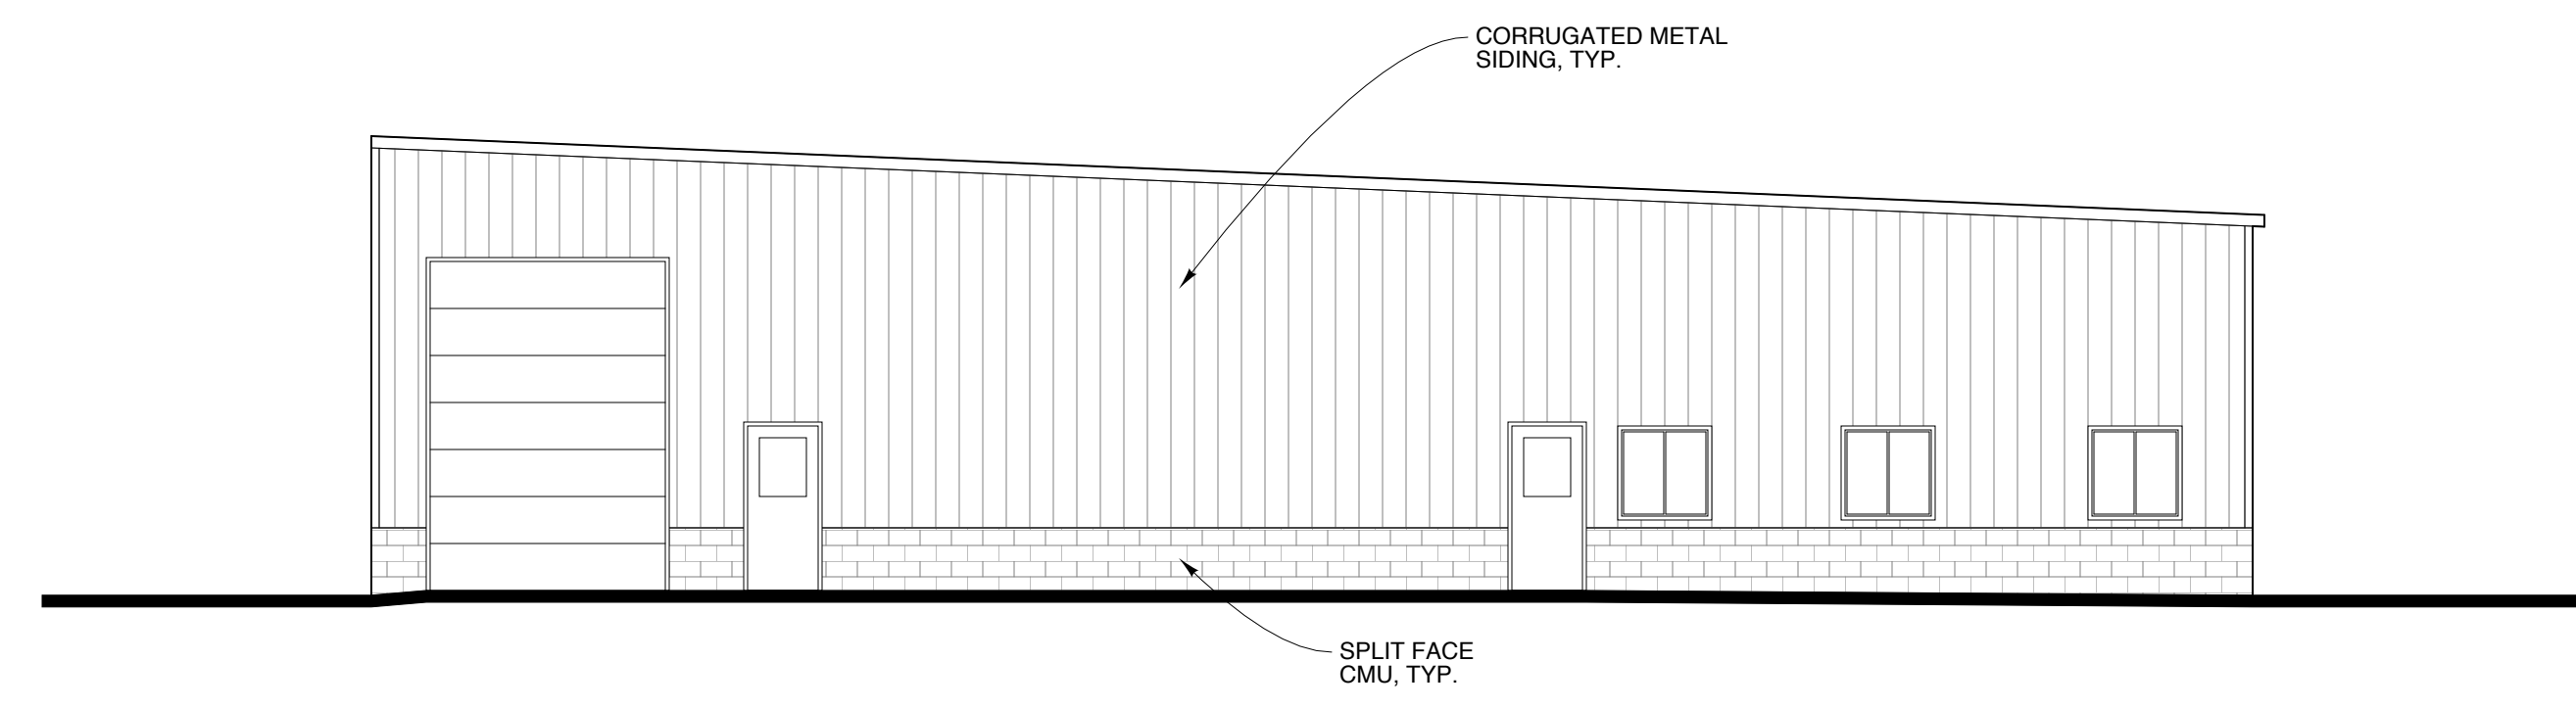 CORRUGATED METAL
SIDING, TYP.
SPLIT FACE
CMU, TYP.